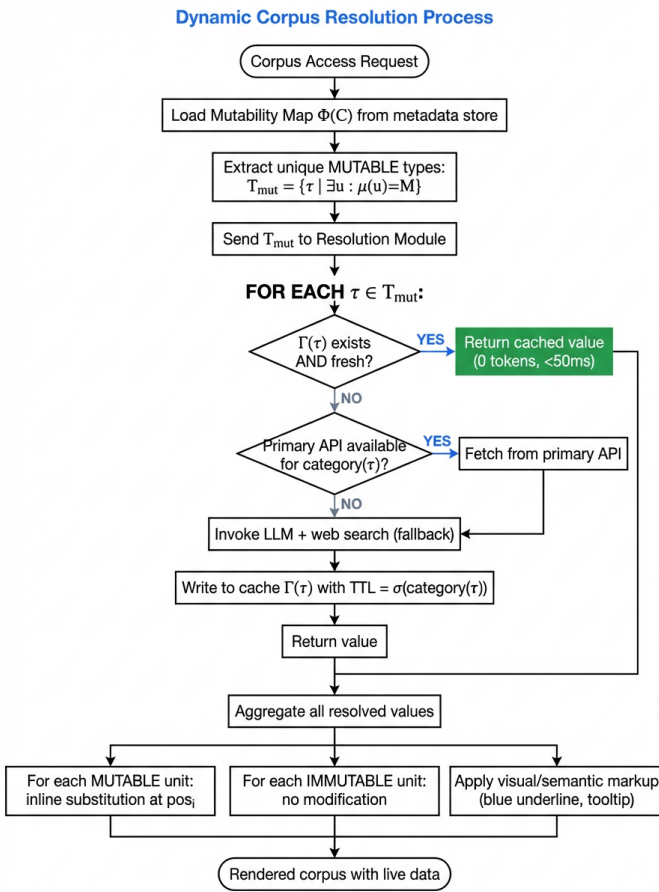 Dynamic Corpus Resolution Process
Corpus Access Request
Load Mutability Map Φ(C) from metadata store
Extract unique MUTABLE types:
T_mut = {τ | ∃u : μ(u)=M}
Send T_mut to Resolution Module
FOR EACH τ ∈ T_mut:
Γ(τ) exists
AND fresh?
YES
Return cached value
(0 tokens, <50ms)
NO
Primary API available
for category(τ)?
YES
Fetch from primary API
NO
Invoke LLM + web search (fallback)
Write to cache Γ(τ) with TTL = σ(category(τ))
Return value
Aggregate all resolved values
For each MUTABLE unit:
inline substitution at pos_i
For each IMMUTABLE unit:
no modification
Apply visual/semantic markup
(blue underline, tooltip)
Rendered corpus with live data